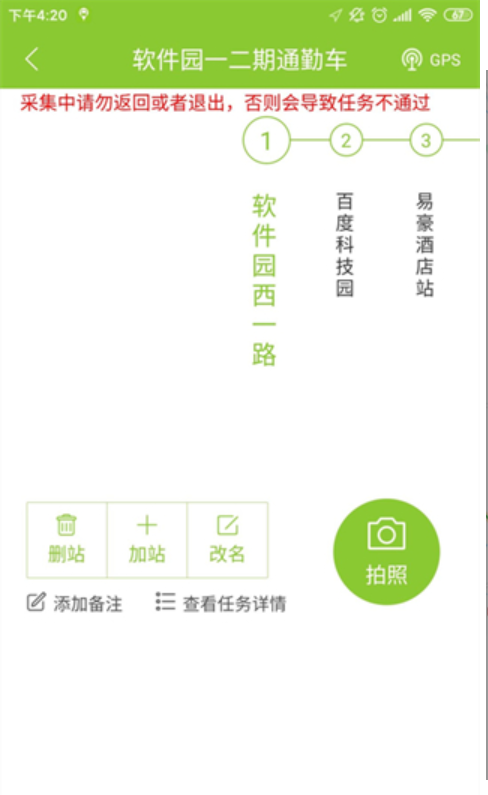 下午4:20
67
软件园一二期通勤车
GPS
采集中请勿返回或者退出，否则会导致任务不通过
1
2
3
软件园西一路
百度科技园
易豪酒店站
删站
加站
改名
拍照
添加备注
查看任务详情